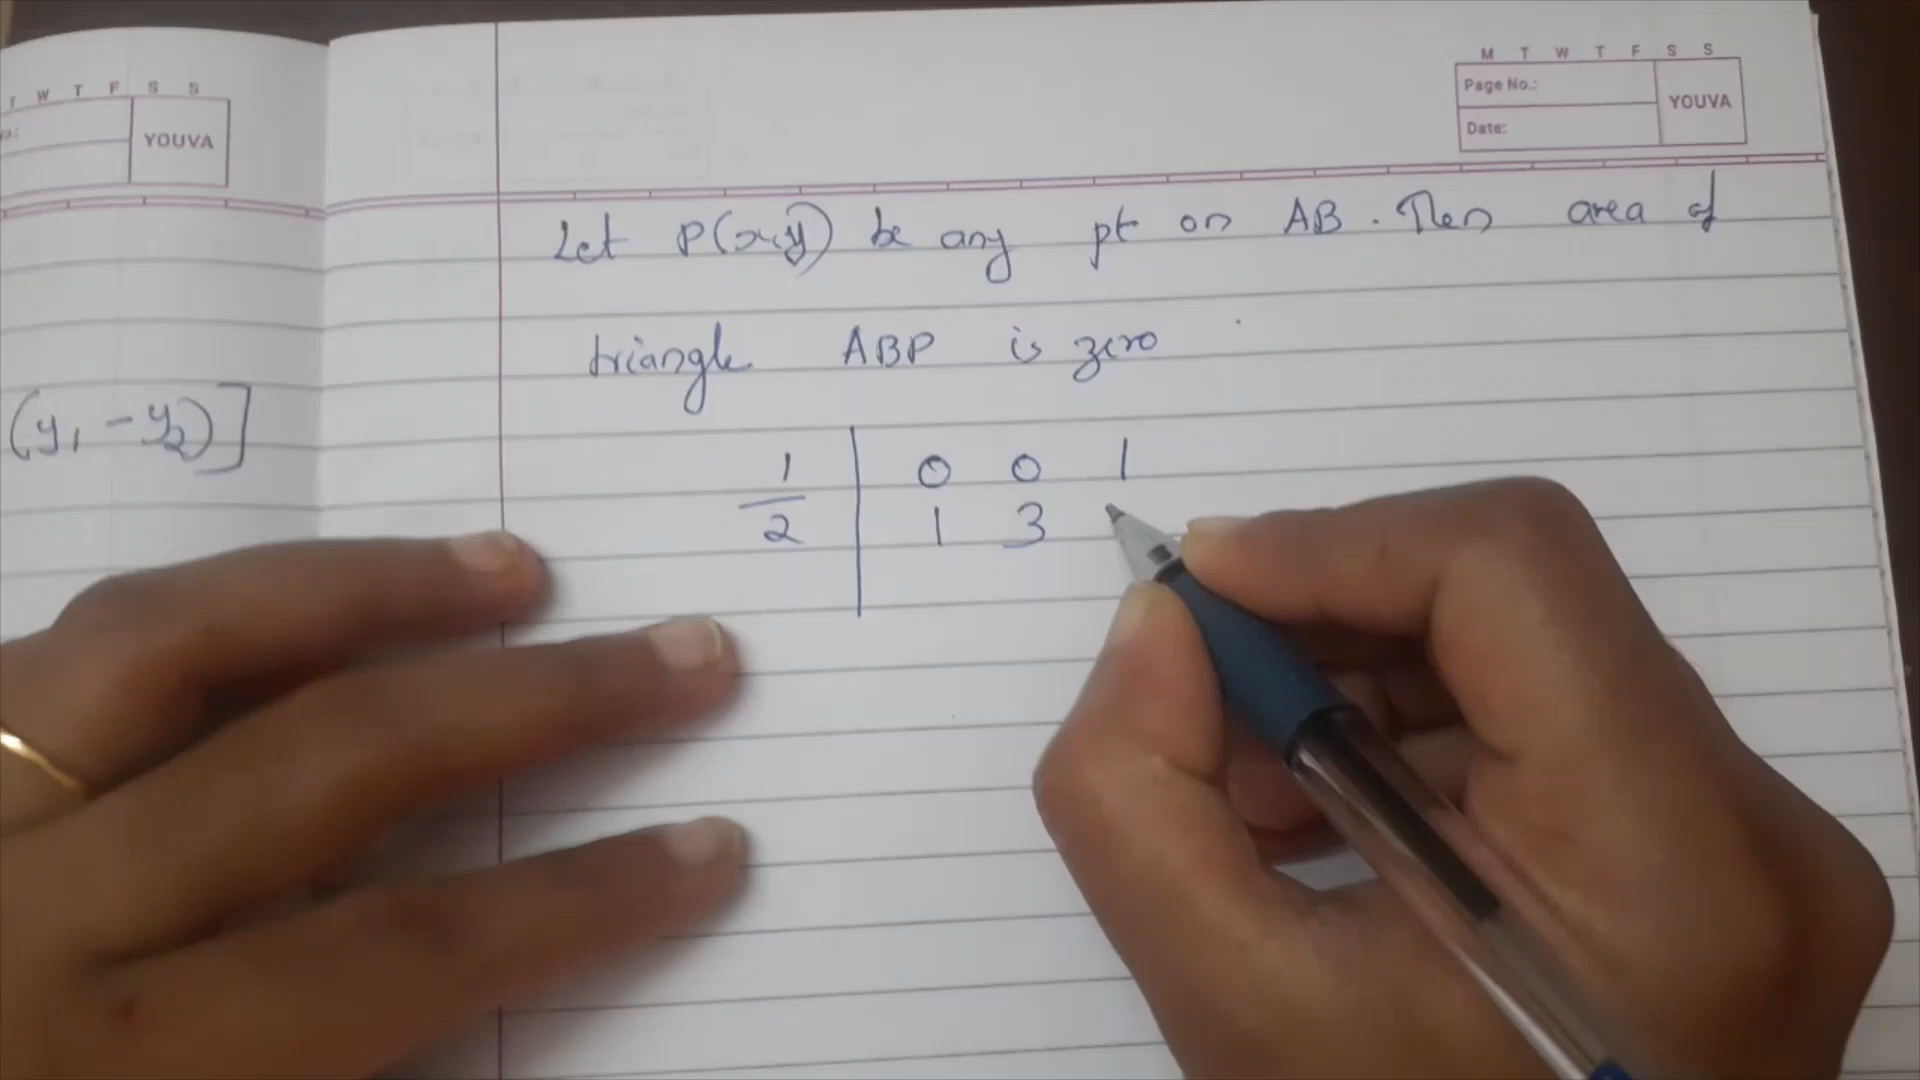 T W T F S S
YOUVA
(y₁ - y₂)]
M T W T F S S
Page No.:
YOUVA
Date:
Let P(x,y) be any pt on AB. Then area of
triangle ABP is zero
1/2 | 0 0 1
1 3